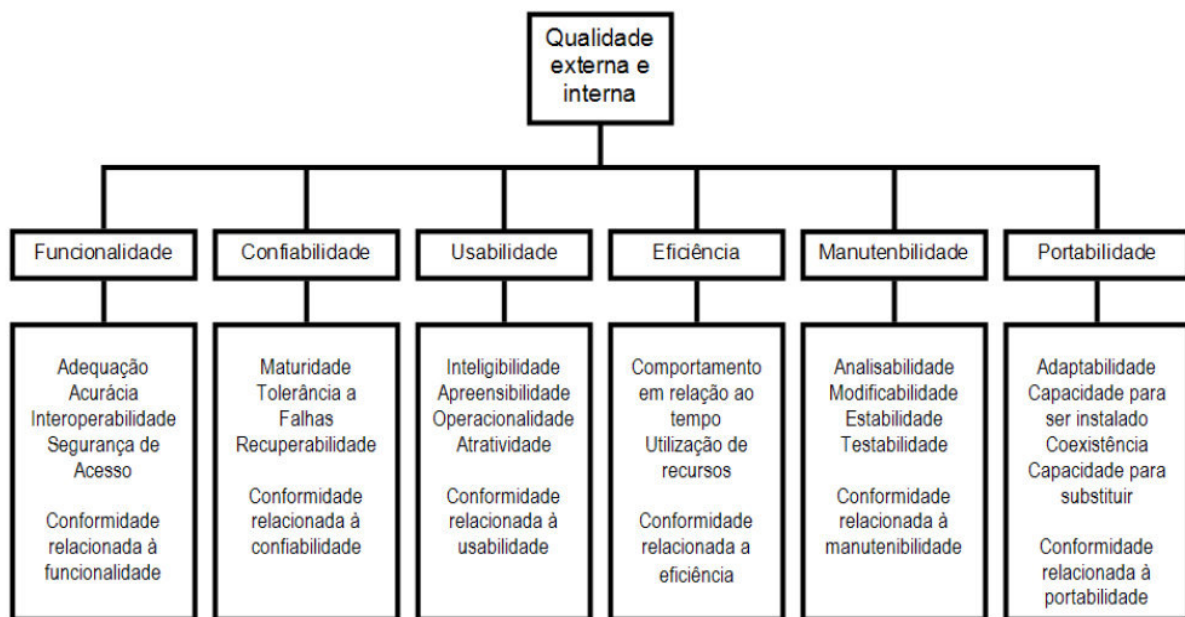 Qualidade
externa e
interna
Funcionalidade
Confiabilidade
Usabilidade
Eficiência
Manutenbilidade
Portabilidade
Adequação
Acurácia
Interoperabilidade
Segurança de
Acesso
Conformidade
relacionada à
funcionalidade
Maturidade
Tolerância a
Falhas
Recuperabilidade
Conformidade
relacionada à
confiabilidade
Inteligibilidade
Apreensibilidade
Operacionalidade
Atratividade
Conformidade
relacionada à
usabilidade
Comportamento
em relação ao
tempo
Utilização de
recursos
Conformidade
relacionada a
eficiência
Analisabilidade
Modificabilidade
Estabilidade
Testabilidade
Conformidade
relacionada à
manutenibilidade
Adaptabilidade
Capacidade para
ser instalado
Coexistência
Capacidade para
substituir
Conformidade
relacionada à
portabilidade